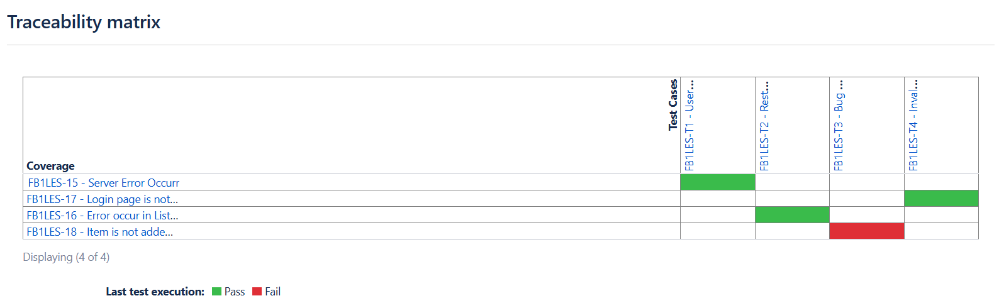 Traceability matrix
Test Cases
FB1LES-T1 - User...
FB1LES-T2 - Rest...
FB1LES-T3 - Bug ...
FB1LES-T4 - Inval...
Coverage
FB1LES-15 - Server Error Occurr
FB1LES-17 - Login page is not...
FB1LES-16 - Error occur in List...
FB1LES-18 - Item is not adde...
Displaying (4 of 4)
Last test execution: Pass Fail